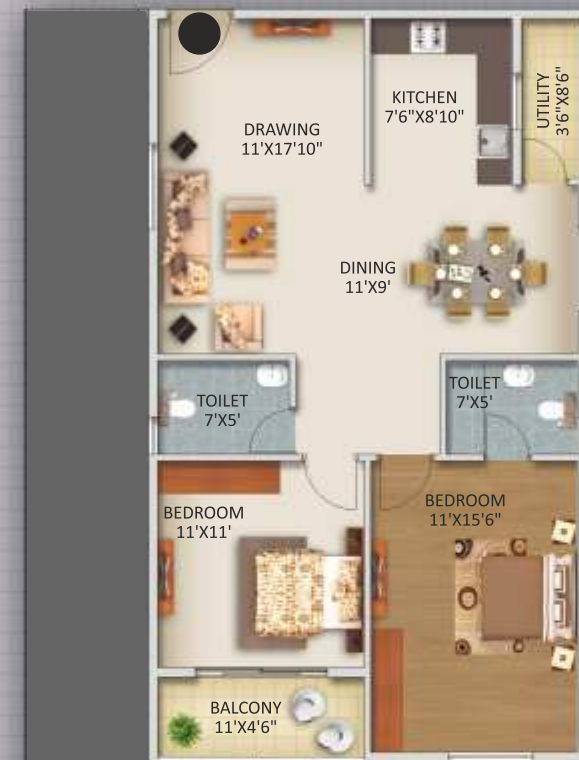 DRAWING
11'X17'10"
KITCHEN
7'6"X8'10"
UTILITY
3'6"X8'6"
DINING
11'X9'
TOILET
7'X5'
TOILET
7'X5'
BEDROOM
11'X11'
BEDROOM
11'X15'6"
BALCONY
11'X4'6"